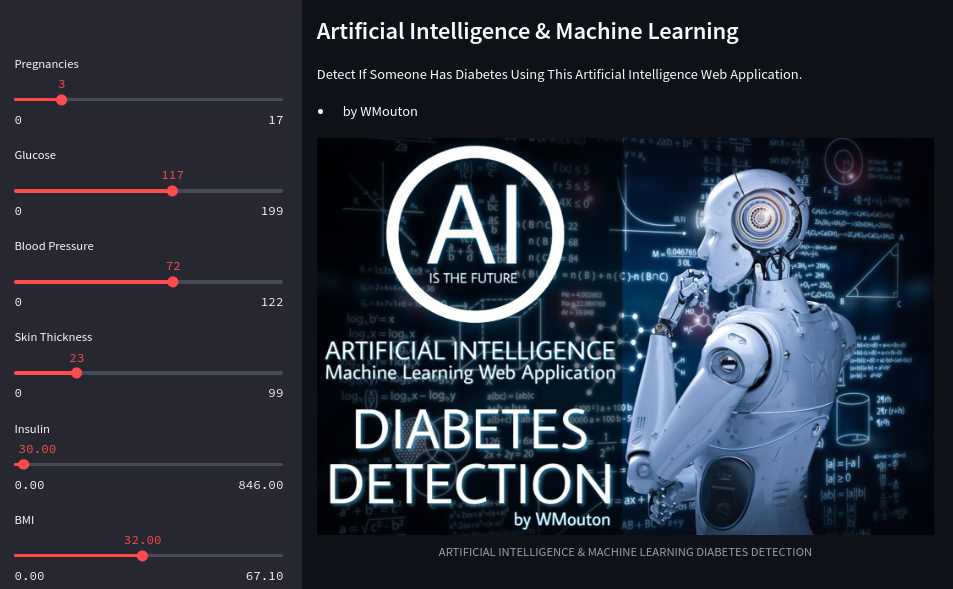 Pregnancies
3
0 17
Glucose
117
0 199
Blood Pressure
72
0 122
Skin Thickness
23
0 99
Insulin
30.00
0.00 846.00
BMI
32.00
0.00 67.10
Artificial Intelligence & Machine Learning
Detect If Someone Has Diabetes Using This Artificial Intelligence Web Application.
• by WMouton
AI
IS THE FUTURE
ARTIFICIAL INTELLIGENCE
Machine Learning Web Application
DIABETES
DETECTION
by WMouton
ARTIFICIAL INTELLIGENCE & MACHINE LEARNING DIABETES DETECTION